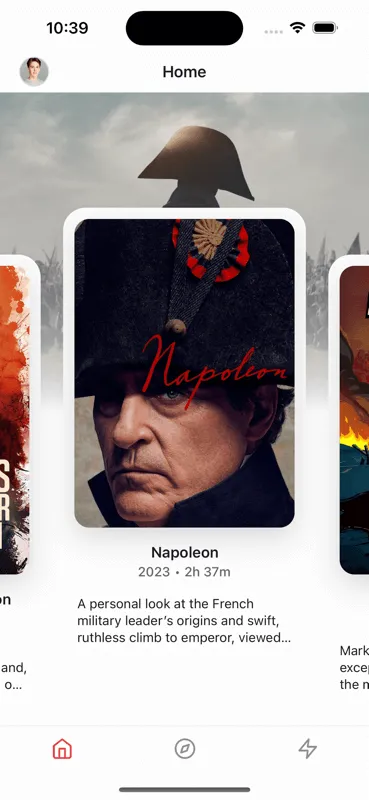 10:39
Home
Napoleon
S
R
Napoleon
2023 • 2h 37m
on
A personal look at the French
military leader's origins and swift,
ruthless climb to emperor, viewed...
and,
o...
Mark
excep
the m